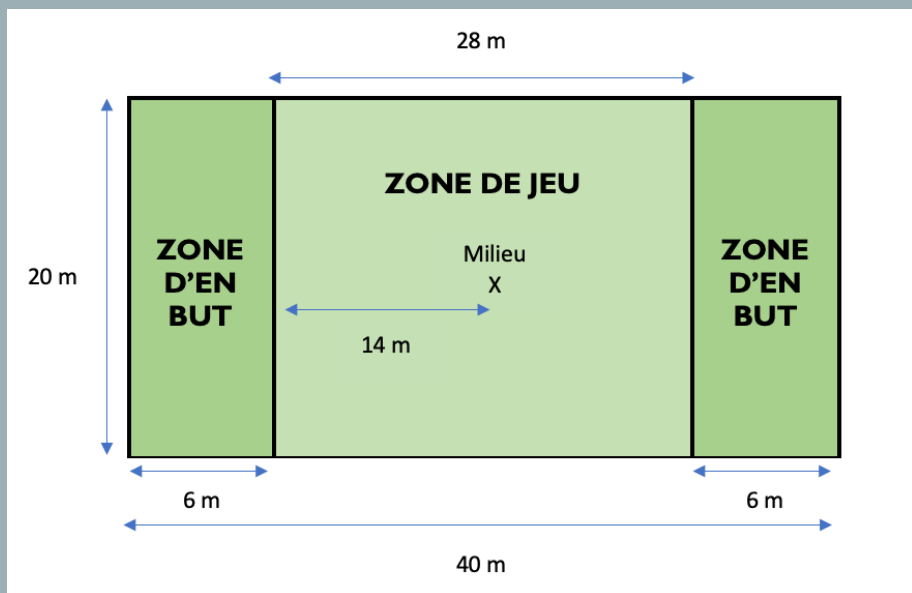 28 m
ZONE DE JEU
ZONE
D'EN
BUT
Milieu
X
ZONE
D'EN
BUT
20 m
14 m
6 m
6 m
40 m